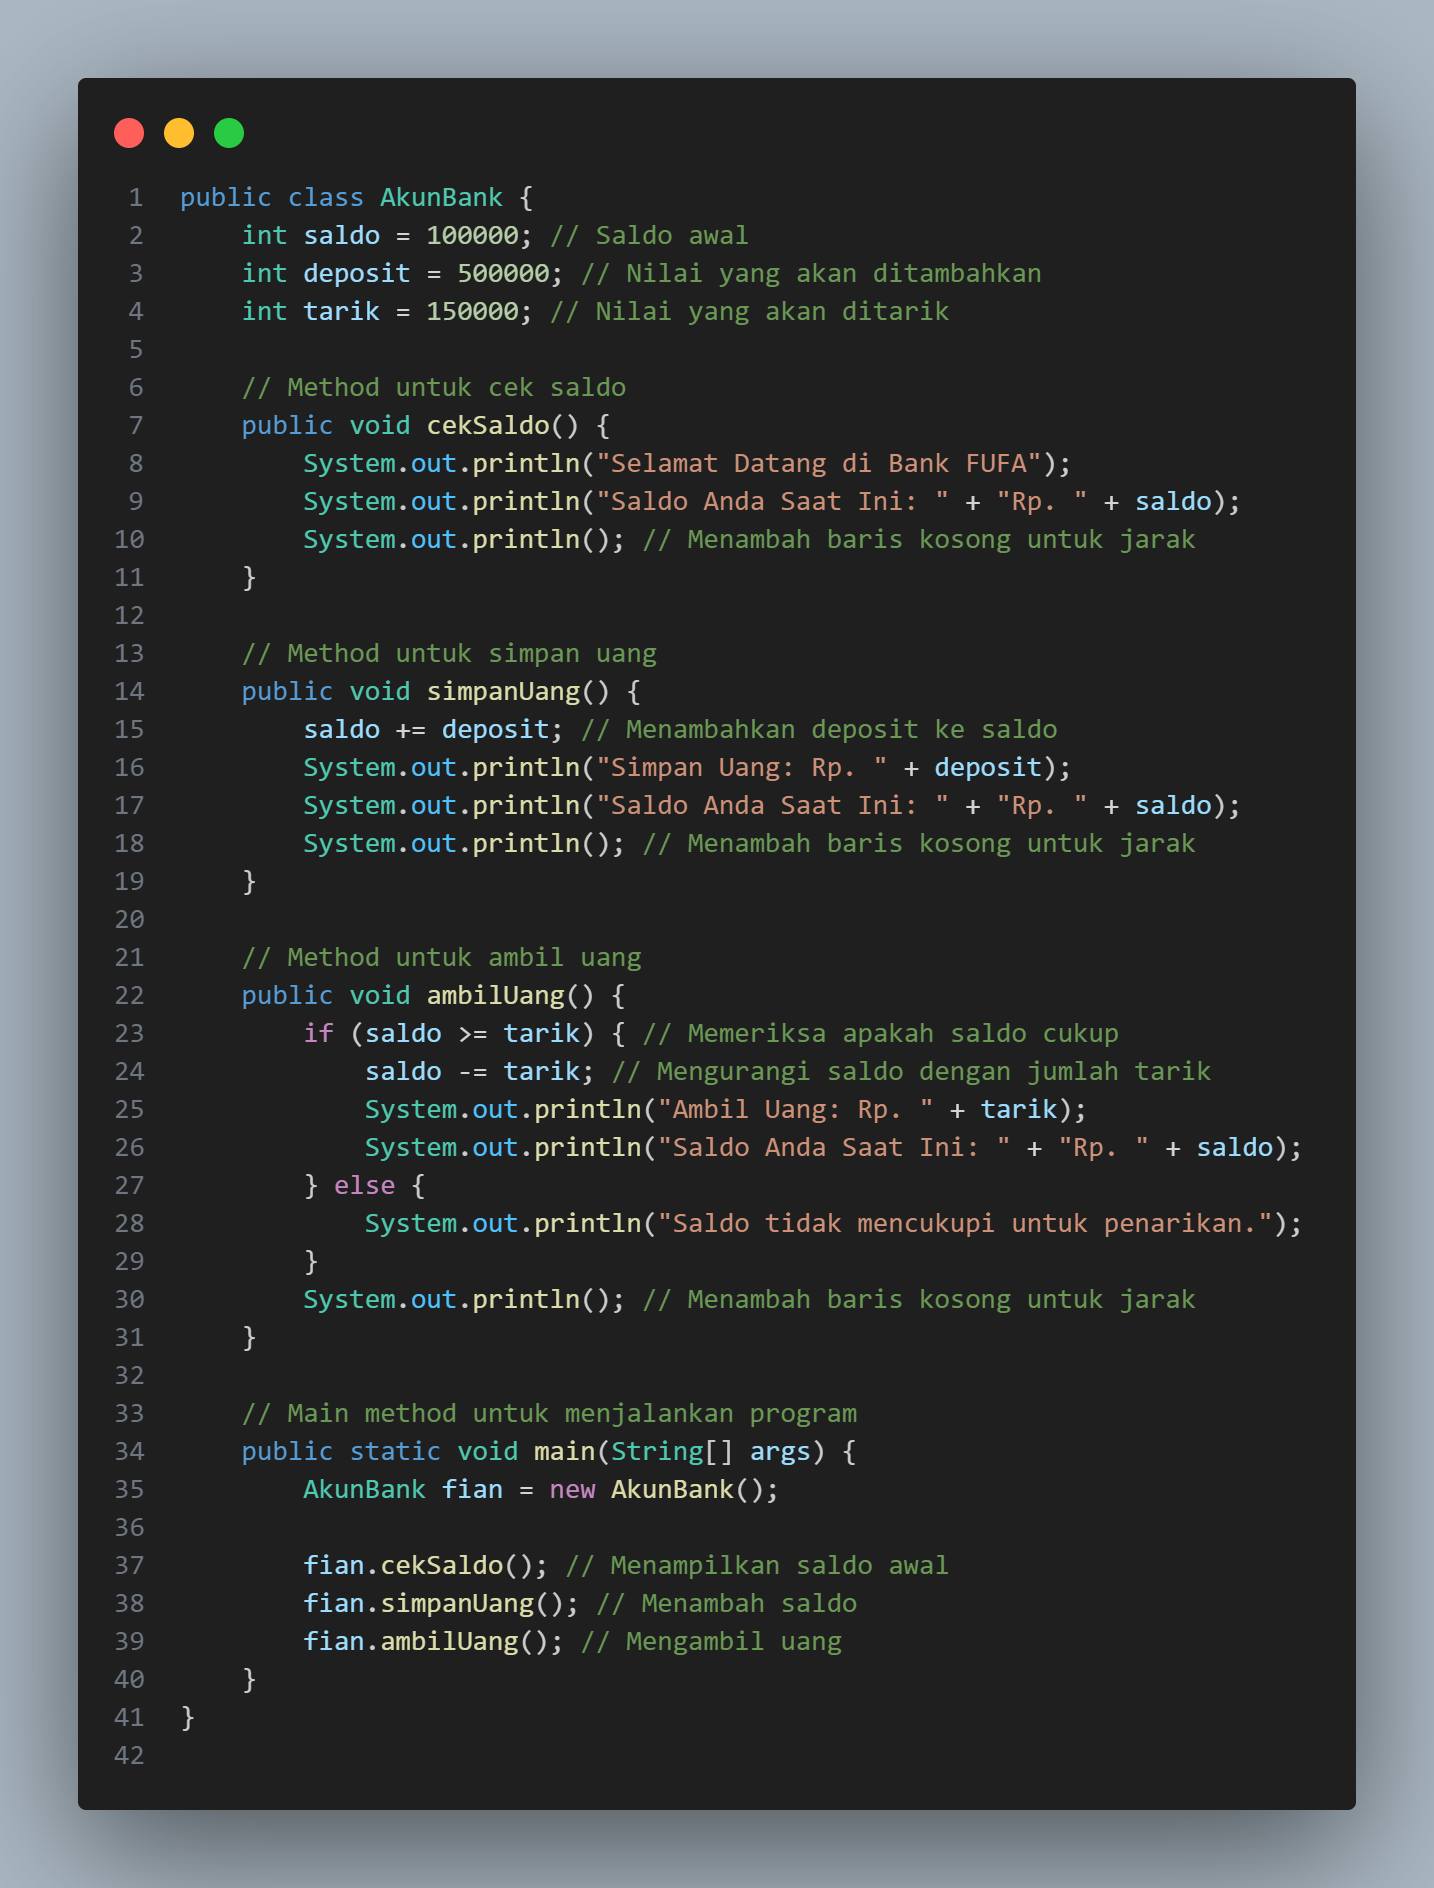 1 public class AkunBank {
2     int saldo = 100000; // Saldo awal
3     int deposit = 500000; // Nilai yang akan ditambahkan
4     int tarik = 150000; // Nilai yang akan ditarik
5
6     // Method untuk cek saldo
7     public void cekSaldo() {
8         System.out.println("Selamat Datang di Bank FUFA");
9         System.out.println("Saldo Anda Saat Ini: " + "Rp. " + saldo);
10         System.out.println(); // Menambah baris kosong untuk jarak
11     }
12
13     // Method untuk simpan uang
14     public void simpanUang() {
15         saldo += deposit; // Menambahkan deposit ke saldo
16         System.out.println("Simpan Uang: Rp. " + deposit);
17         System.out.println("Saldo Anda Saat Ini: " + "Rp. " + saldo);
18         System.out.println(); // Menambah baris kosong untuk jarak
19     }
20
21     // Method untuk ambil uang
22     public void ambilUang() {
23         if (saldo >= tarik) { // Memeriksa apakah saldo cukup
24             saldo -= tarik; // Mengurangi saldo dengan jumlah tarik
25             System.out.println("Ambil Uang: Rp. " + tarik);
26             System.out.println("Saldo Anda Saat Ini: " + "Rp. " + saldo);
27         } else {
28             System.out.println("Saldo tidak mencukupi untuk penarikan.");
29         }
30         System.out.println(); // Menambah baris kosong untuk jarak
31     }
32
33     // Main method untuk menjalankan program
34     public static void main(String[] args) {
35         AkunBank fian = new AkunBank();
36
37         fian.cekSaldo(); // Menampilkan saldo awal
38         fian.simpanUang(); // Menambah saldo
39         fian.ambilUang(); // Mengambil uang
40     }
41 }
42